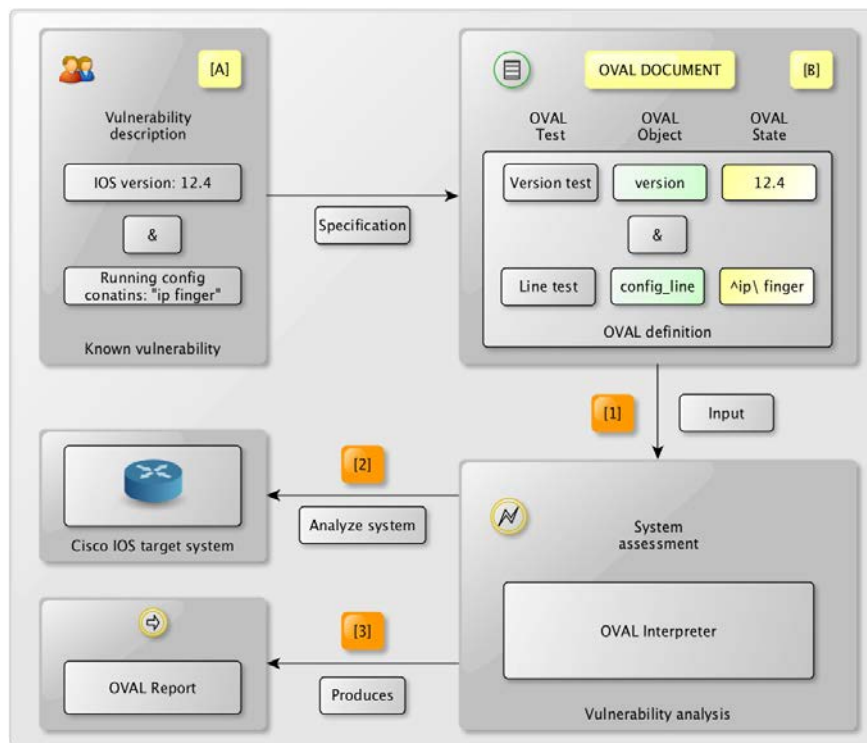 [A]
Vulnerability
description
IOS version: 12.4
&
Running config
conatins: "ip finger"
Known vulnerability
Specification
OVAL DOCUMENT
[B]
OVAL
Test
OVAL
Object
OVAL
State
Version test
version
12.4
&
Line test
config_line
^ip\ finger
OVAL definition
[1]
Input
[2]
Analyze system
Cisco IOS target system
System
assessment
OVAL Interpreter
Vulnerability analysis
[3]
Produces
OVAL Report